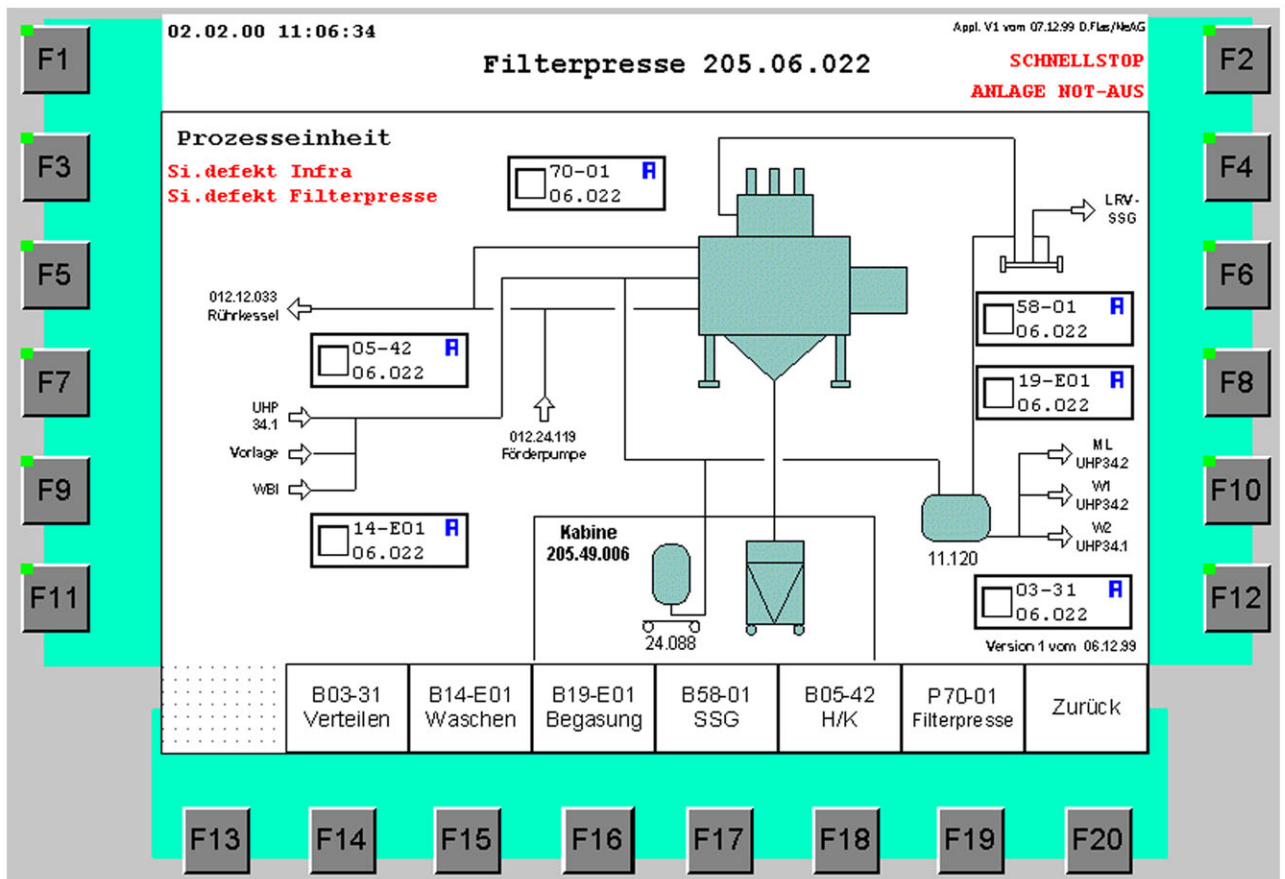 02.02.00 11:06:34
Appl. V1 vom 07.12.99 D.Flas/NeAG
Filterpresse 205.06.022
SCHNELLSTOP
ANLAGE NOT-AUS
Prozesseinheit
Si.defekt Infra
Si.defekt Filterpresse
70-01 A
06.022
LRV-
SSG
012.12.033
Rührkessel
58-01 A
06.022
05-42 A
06.022
19-E01 A
06.022
UHP
34.1
Vorlage
WBI
012.24.119
Förderpumpe
ML
UHP34.2
W1
UHP34.2
W2
UHP34.1
14-E01 A
06.022
Kabine
205.49.006
11.120
24.088
03-31 A
06.022
Version 1 vom 06.12.99
B03-31
Verteilen
B14-E01
Waschen
B19-E01
Begasung
B58-01
SSG
B05-42
H/K
P70-01
Filterpresse
Zurück
F1
F2
F3
F4
F5
F6
F7
F8
F9
F10
F11
F12
F13 F14 F15 F16 F17 F18 F19 F20